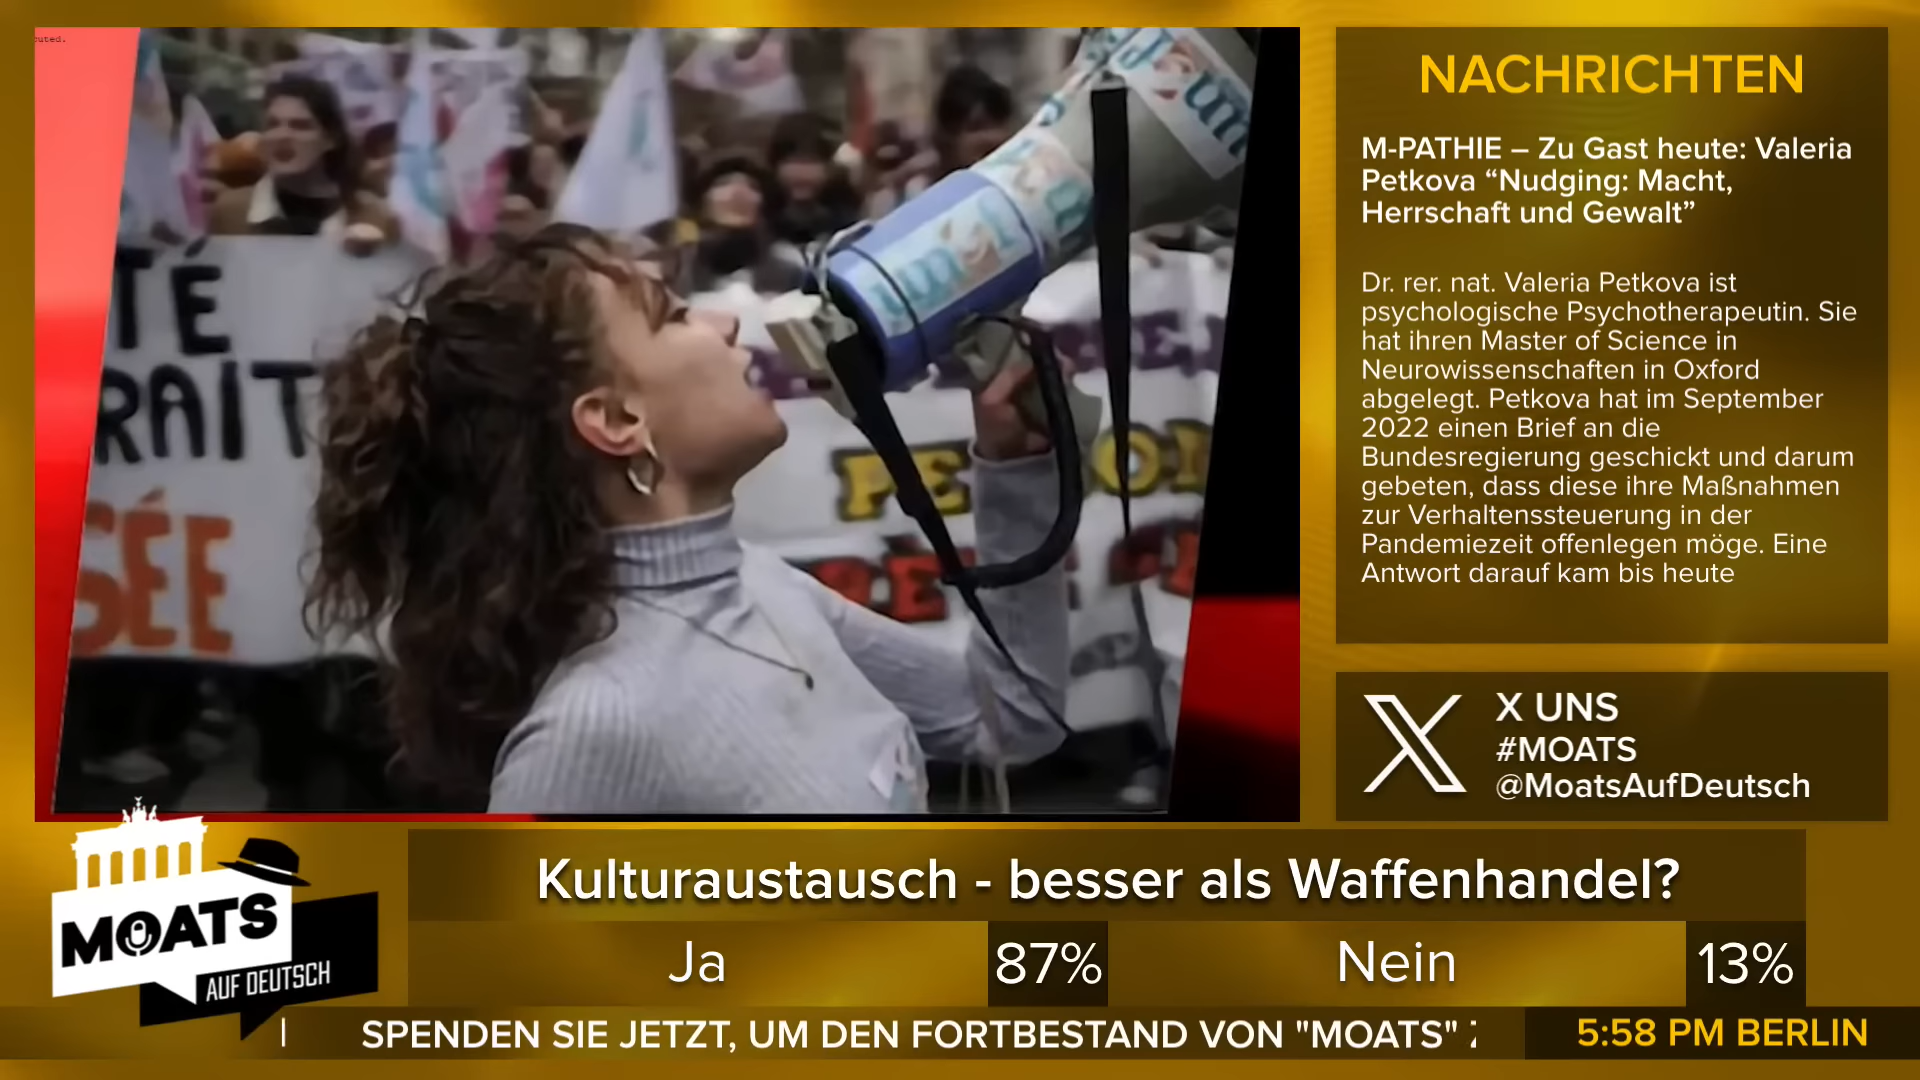 ruted.
TÉ
RAIT
SÉE
NACHRICHTEN
M-PATHIE – Zu Gast heute: Valeria
Petkova “Nudging: Macht,
Herrschaft und Gewalt”
Dr. rer. nat. Valeria Petkova ist
psychologische Psychotherapeutin. Sie
hat ihren Master of Science in
Neurowissenschaften in Oxford
abgelegt. Petkova hat im September
2022 einen Brief an die
Bundesregierung geschickt und darum
gebeten, dass diese ihre Maßnahmen
zur Verhaltenssteuerung in der
Pandemiezeit offenlegen möge. Eine
Antwort darauf kam bis heute
X UNS
#MOATS
@MoatsAufDeutsch
MOATS
AUF DEUTSCH
Kulturaustausch - besser als Waffenhandel?
Ja 87% Nein 13%
| SPENDEN SIE JETZT, UM DEN FORTBESTAND VON "MOATS"
5:58 PM BERLIN